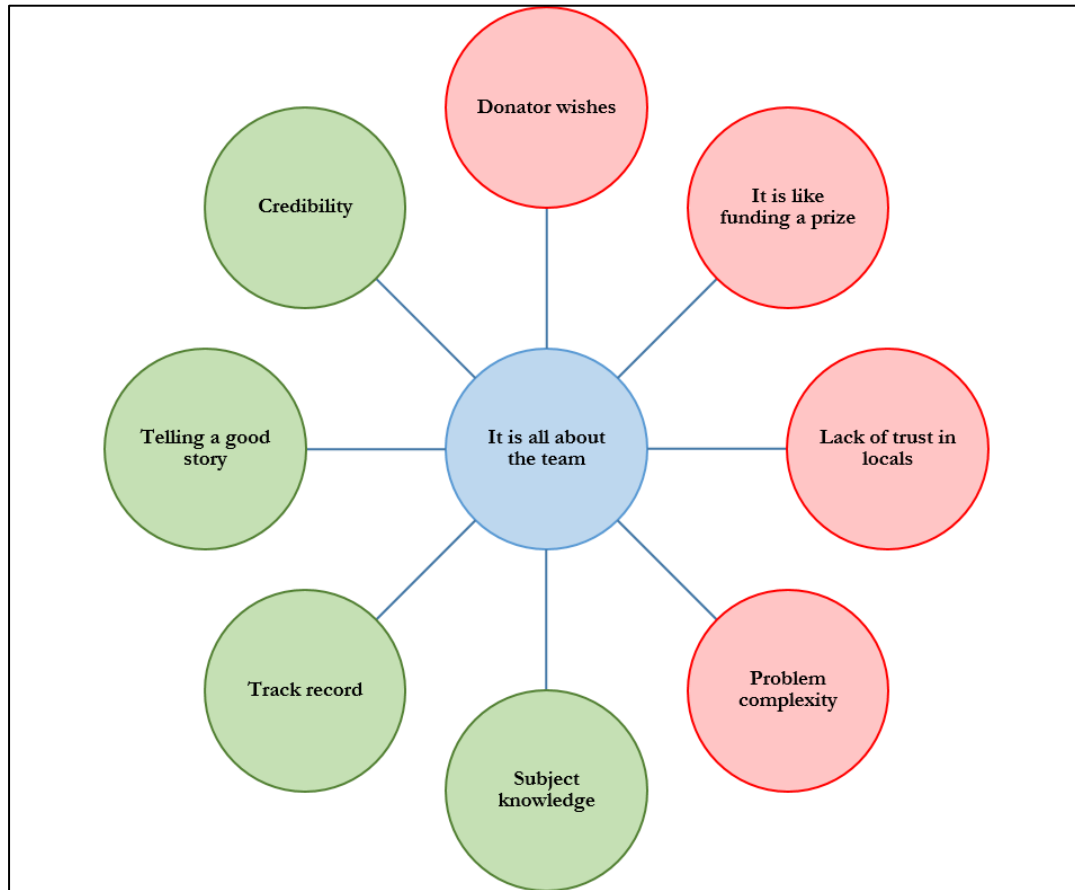 Donator wishes
It is like
funding a prize
Credibility
Telling a good
story
It is all about
the team
Lack of trust in
locals
Track record
Problem
complexity
Subject
knowledge